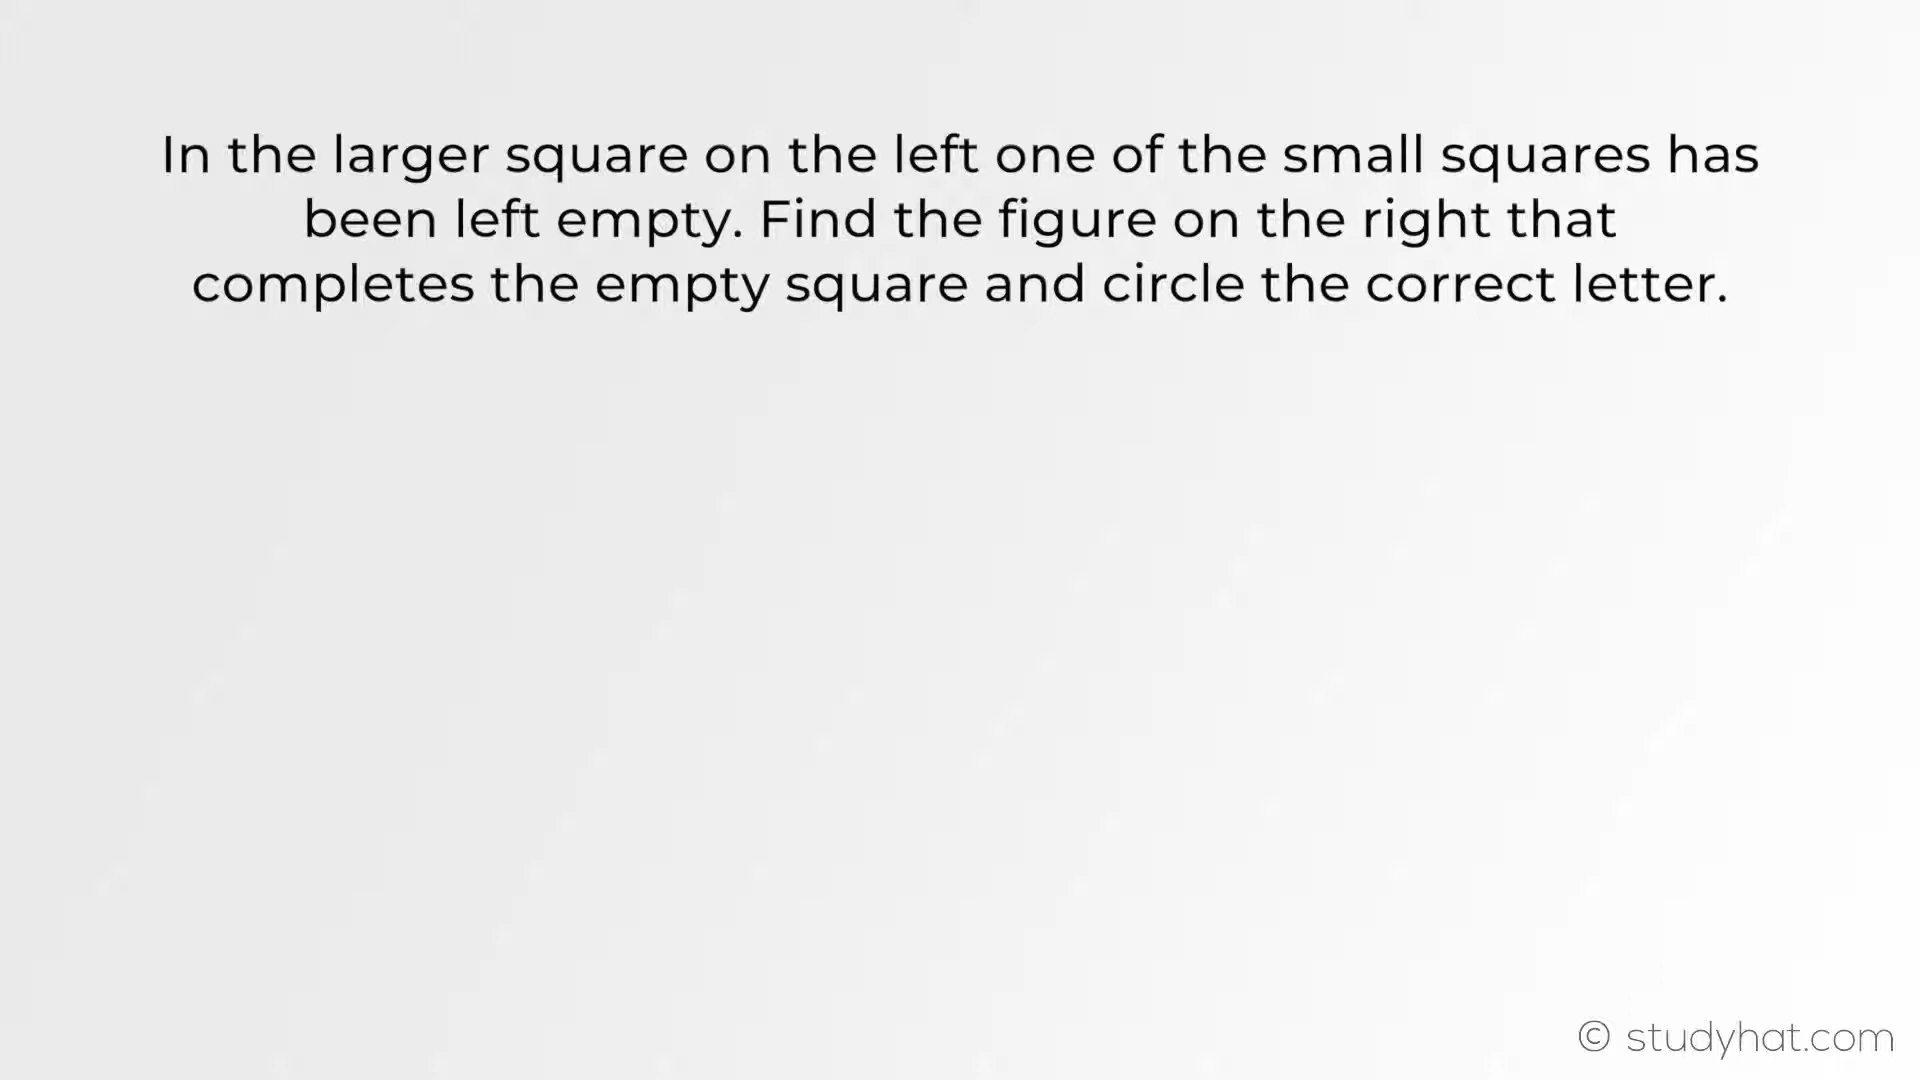 In the larger square on the left one of the small squares has
been left empty. Find the figure on the right that
completes the empty square and circle the correct letter.
© studyhat.com